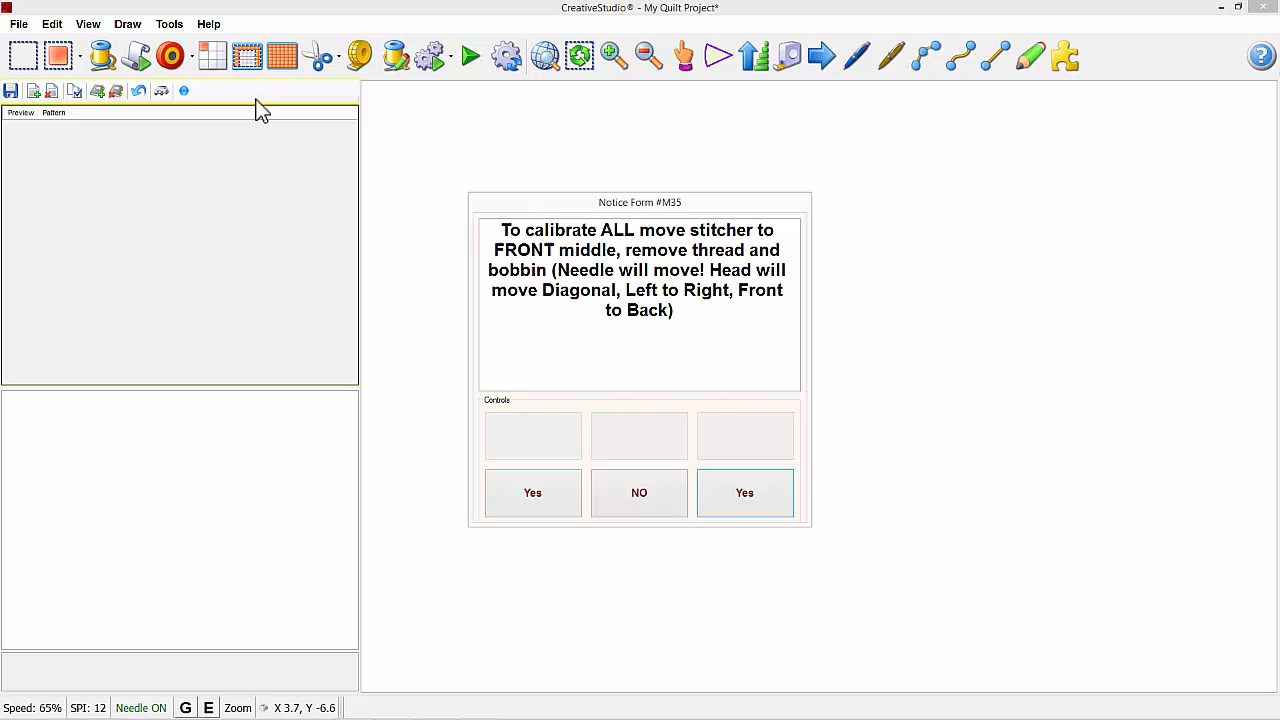 CreativeStudio® - My Quilt Project*
File Edit View Draw Tools Help
Preview Pattern
Notice Form #M35
To calibrate ALL move stitcher to
FRONT middle, remove thread and
bobbin (Needle will move! Head will
move Diagonal, Left to Right, Front
to Back)
Controls
Yes NO Yes
Speed: 65% SPI: 12 Needle ON G E Zoom X 3.7, Y -6.6